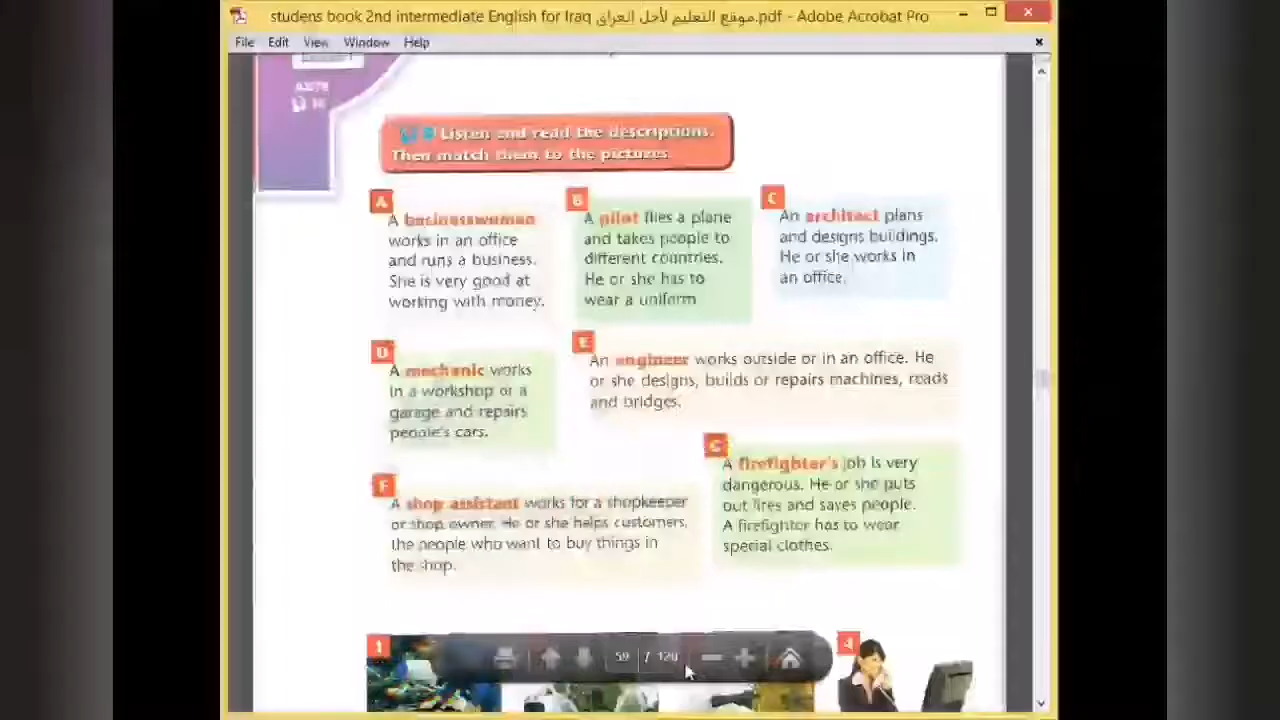 studens book 2nd intermediate English for Iraq موقع التعليم لأجل العراق.pdf - Adobe Acrobat Pro
File Edit View Window Help
Listen and read the descriptions.
Then match them to the pictures.
A
A businesswoman
works in an office
and runs a business.
She is very good at
working with money.
B
A pilot flies a plane
and takes people to
different countries.
He or she has to
wear a uniform
C
An architect plans
and designs buildings.
He or she works in
an office.
D
A mechanic works
in a workshop or a
garage and repairs
people's cars.
E
An engineer works outside or in an office. He
or she designs, builds or repairs machines, roads
and bridges.
F
A shop assistant works for a shopkeeper
or shop owner. He or she helps customers,
the people who want to buy things in
the shop.
G
A firefighter's job is very
dangerous. He or she puts
out fires and saves people.
A firefighter has to wear
special clothes.
1
4
59 / 120